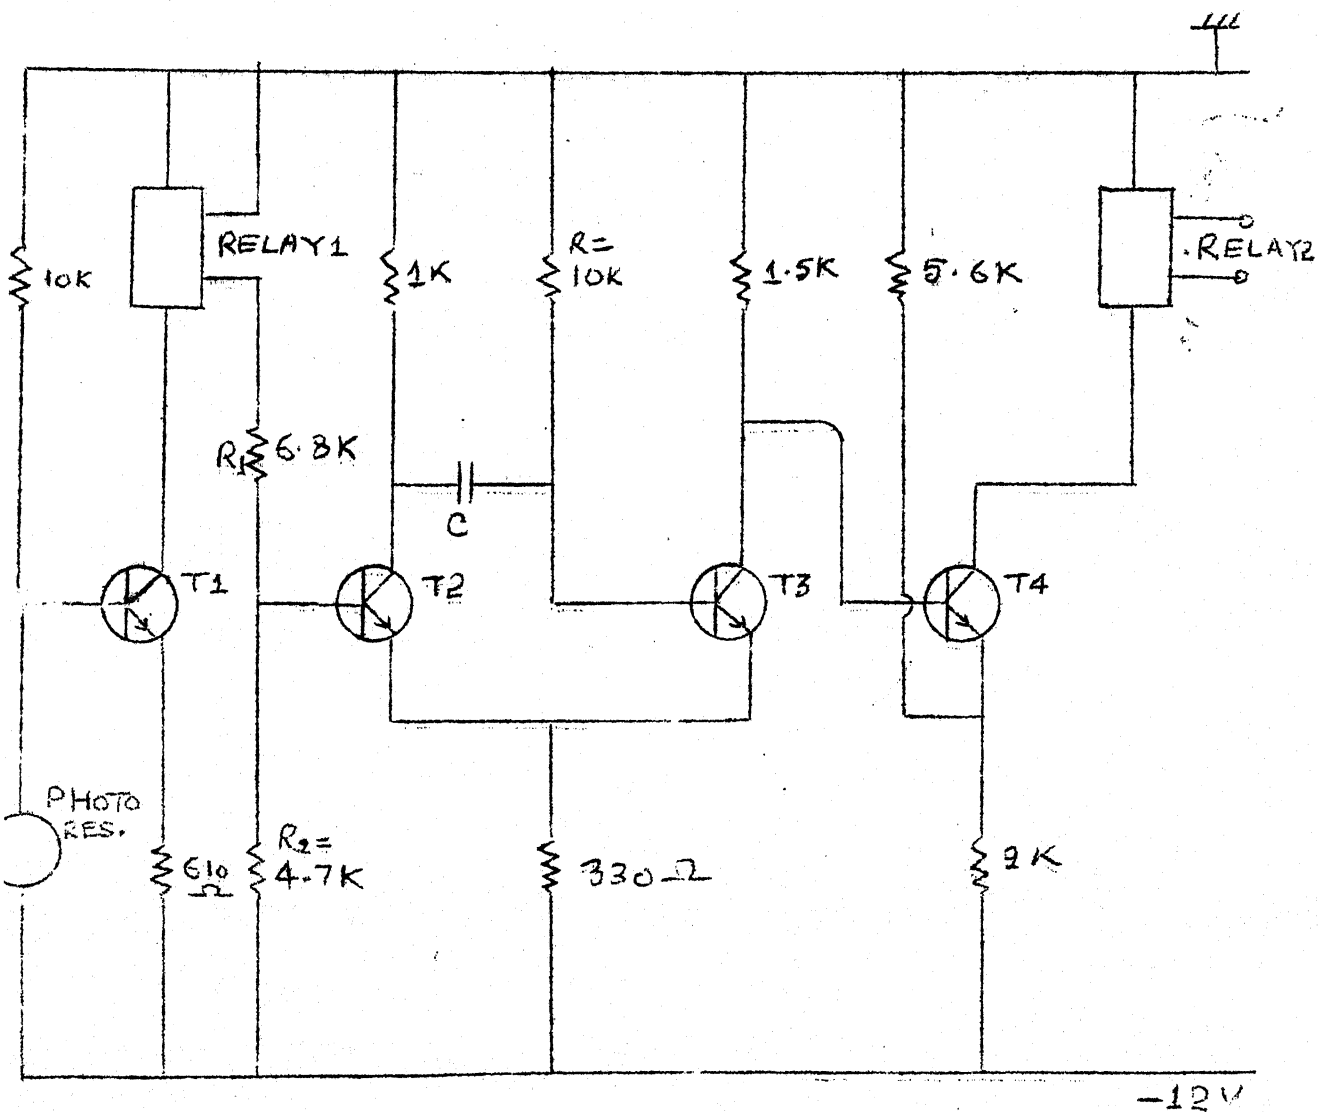 10K
RELAY1
1K
R=
10K
1.5K
5.6K
RELAY2
R1 6.8K
C
T1
T2
T3
T4
PHOTO
RES.
610
Ω
R2=
4.7K
330Ω
2K
-12V